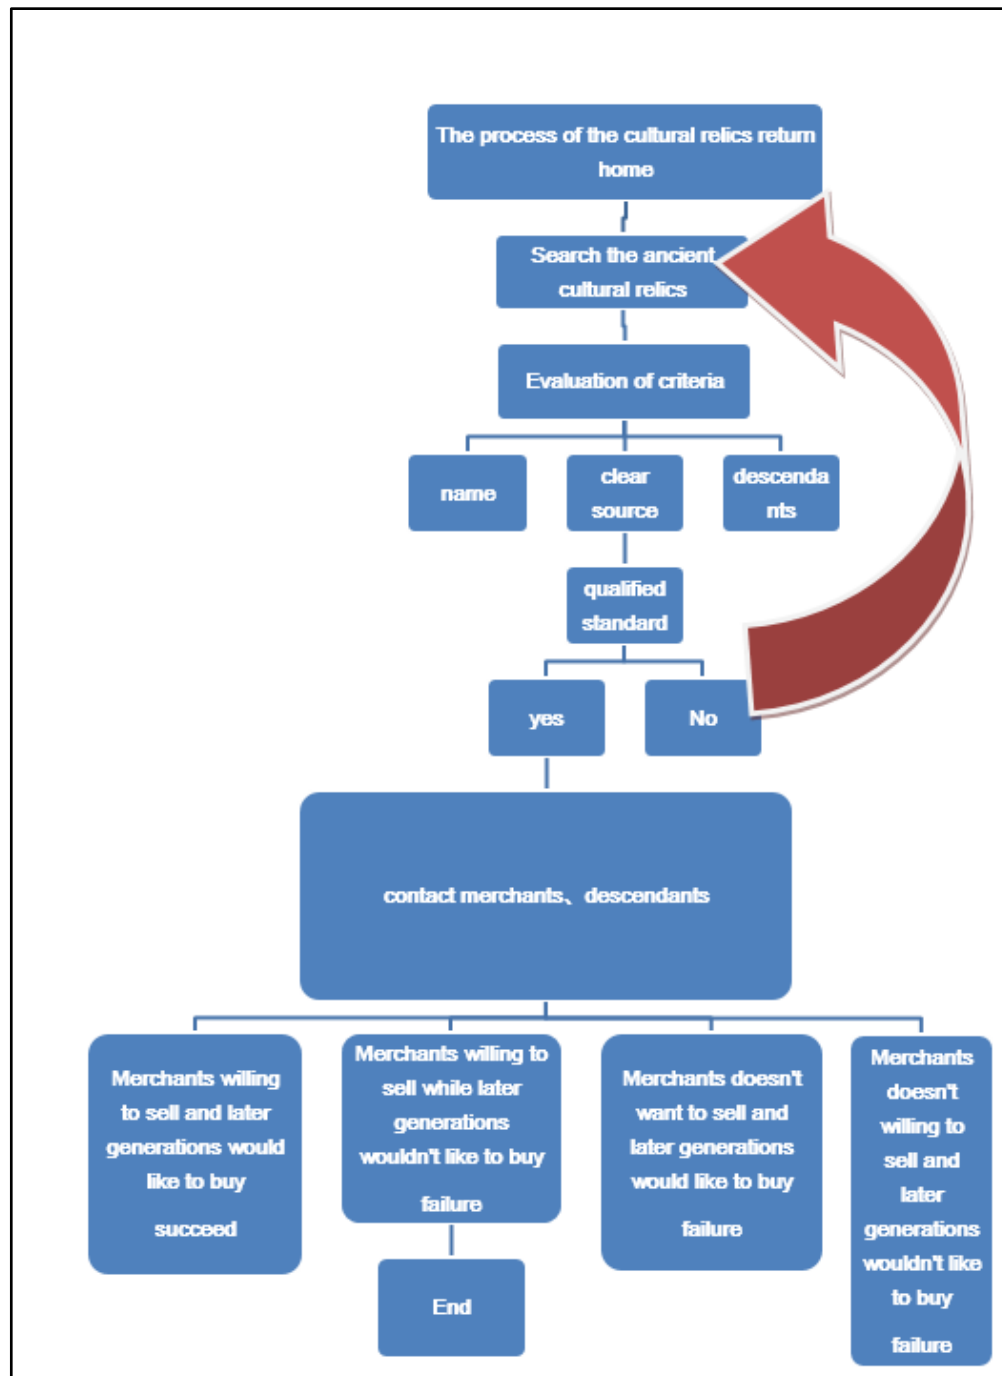 The process of the cultural relics return
home
Search the ancient
cultural relics
Evaluation of criteria
name
clear
source
descenda
nts
qualified
standard
yes
No
contact merchants、descendants
Merchants willing
to sell and later
generations would
like to buy
succeed
Merchants willing to
sell while later
generations
wouldn't like to buy
failure
Merchants doesn't
want to sell and
later generations
would like to buy
failure
Merchants
doesn't
willing to
sell and
later
generations
wouldn't like
to buy
failure
End